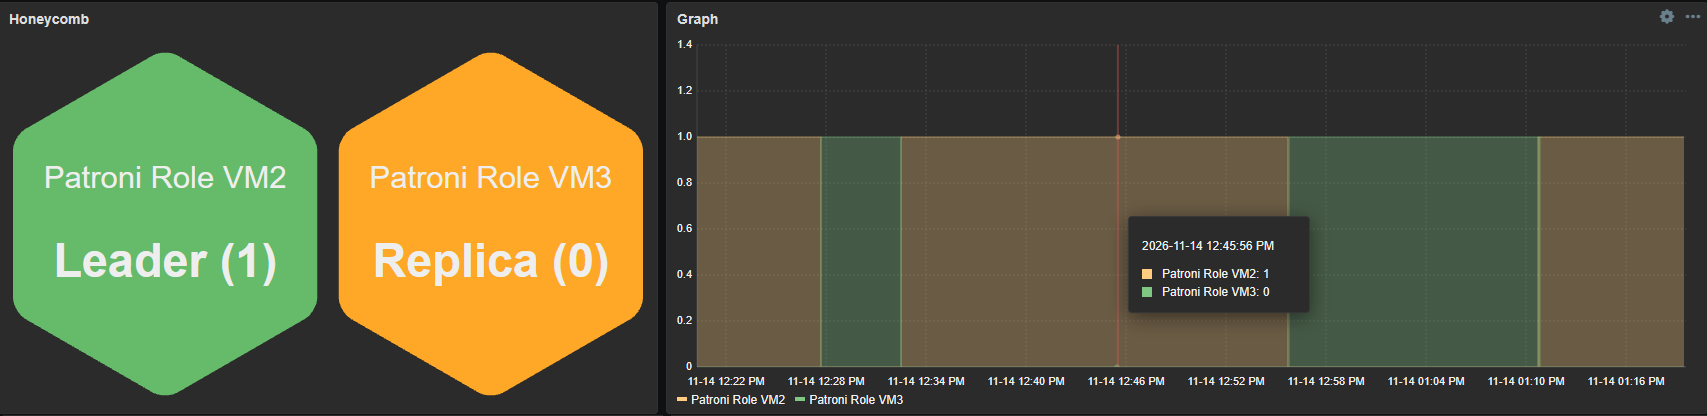 Honeycomb
Patroni Role VM2
Leader (1)
Patroni Role VM3
Replica (0)
Graph
1.4
1.2
1.0
0.8
0.6
0.4
0.2
0
2026-11-14 12:45:56 PM
Patroni Role VM2: 1
Patroni Role VM3: 0
11-14 12:22 PM 11-14 12:28 PM 11-14 12:34 PM 11-14 12:40 PM 11-14 12:46 PM 11-14 12:52 PM 11-14 12:58 PM 11-14 01:04 PM 11-14 01:10 PM 11-14 01:16 PM
Patroni Role VM2 Patroni Role VM3